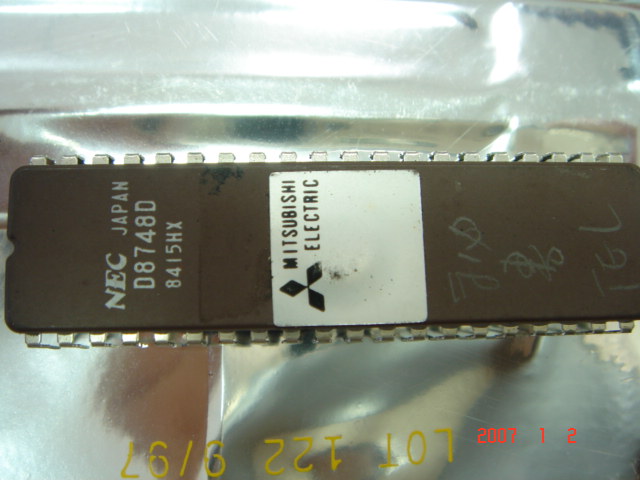 NEC JAPAN
D8748D
8415HX
MITSUBISHI
ELECTRIC
LOT 122 9/97
2007 1 2